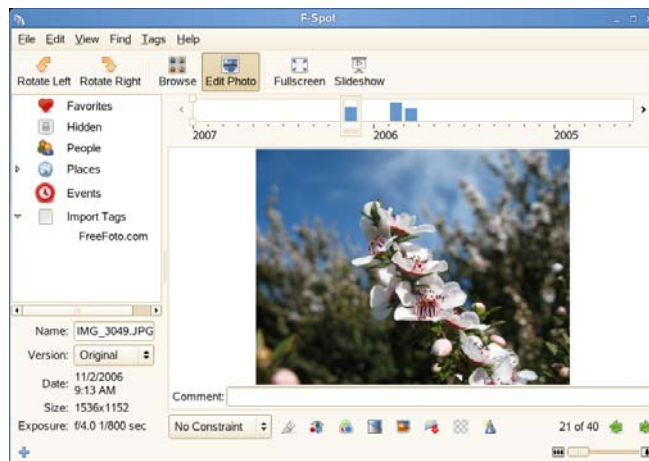 F-Spot
File Edit View Find Tags Help
Rotate Left Rotate Right Browse Edit Photo Fullscreen Slideshow
Favorites
Hidden
People
Places
Events
Import Tags
FreeFoto.com
2007 2006 2005
Name: IMG_3049.JPG
Version: Original
Date: 11/2/2006
9:13 AM
Size: 1536x1152
Exposure: f/4.0 1/800 sec
Comment:
No Constraint
21 of 40